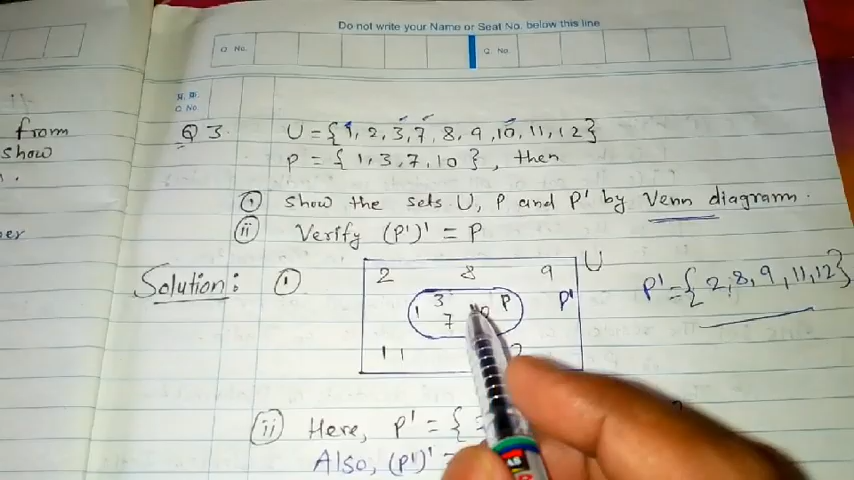 Do not write your Name or Seat No. below this line
Q No.
Q No.
from
show
Q 3.
U = { 1, 2, 3, 7, 8, 9, 10, 11, 12 }
P = { 1, 3, 7, 10 }, then
(i) Show the sets U, P and P' by Venn diagram.
(ii) Verify (P')' = P
Solution: (i)
2 8 9 U
1 3 7 P P'
11
P' = { 2, 8, 9, 11, 12 }
(ii) Here, P' = {
Also, (P')' =